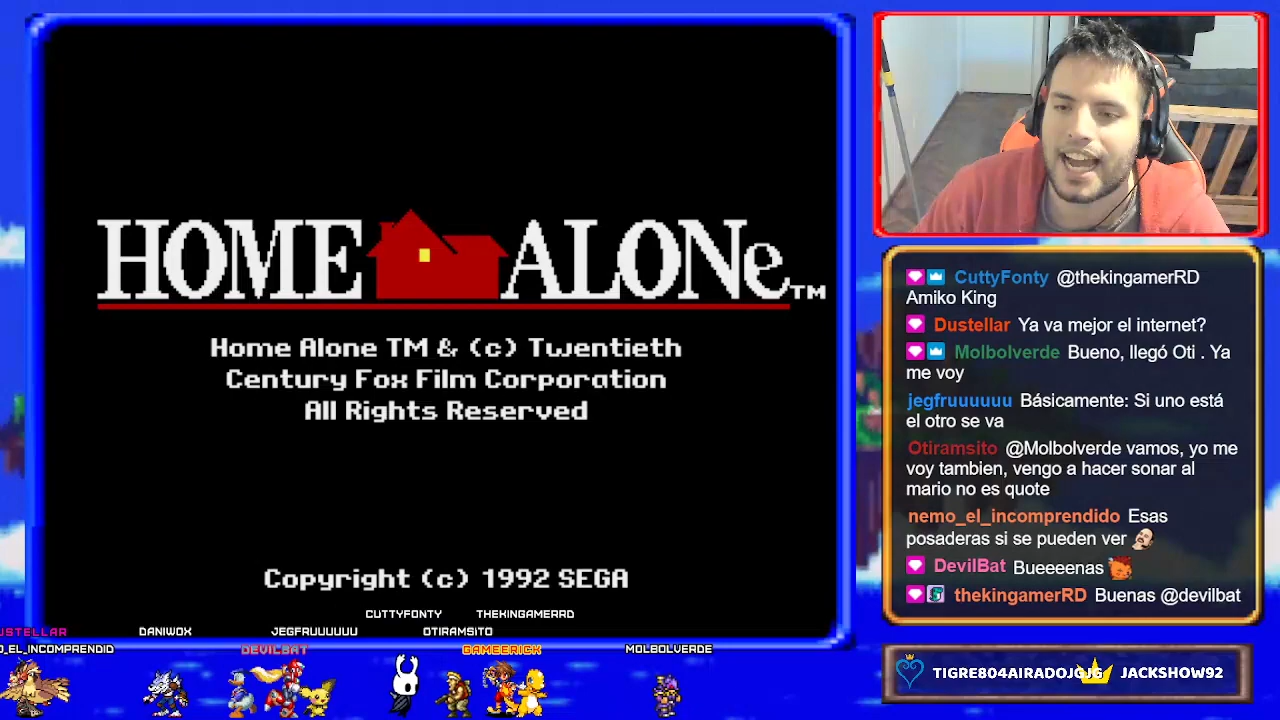 HOME ALONe TM
Home Alone TM & (c) Twentieth
Century Fox Film Corporation
All Rights Reserved
Copyright (c) 1992 SEGA
CUTTYFONTY THEKINGAMERRD
USTELLAR DANIWOX JEGFRUUUUUU OTIRAMSITO
O_EL_INCOMPRENDID DEVILBAT GAMEERICK MOLBOLVERDE
CuttyFonty @thekingamerRD
Amiko King
Dustellar Ya va mejor el internet?
Molbolverde Bueno, llegó Oti . Ya
me voy
jegfruuuuuu Básicamente: Si uno está
el otro se va
Otiramsito @Molbolverde vamos, yo me
voy tambien, vengo a hacer sonar al
mario no es quote
nemo_el_incomprendido Esas
posaderas si se pueden ver
DevilBat Bueeeenas
thekingamerRD Buenas @devilbat
TIGRE804AIRADOJOJG JACKSHOW92